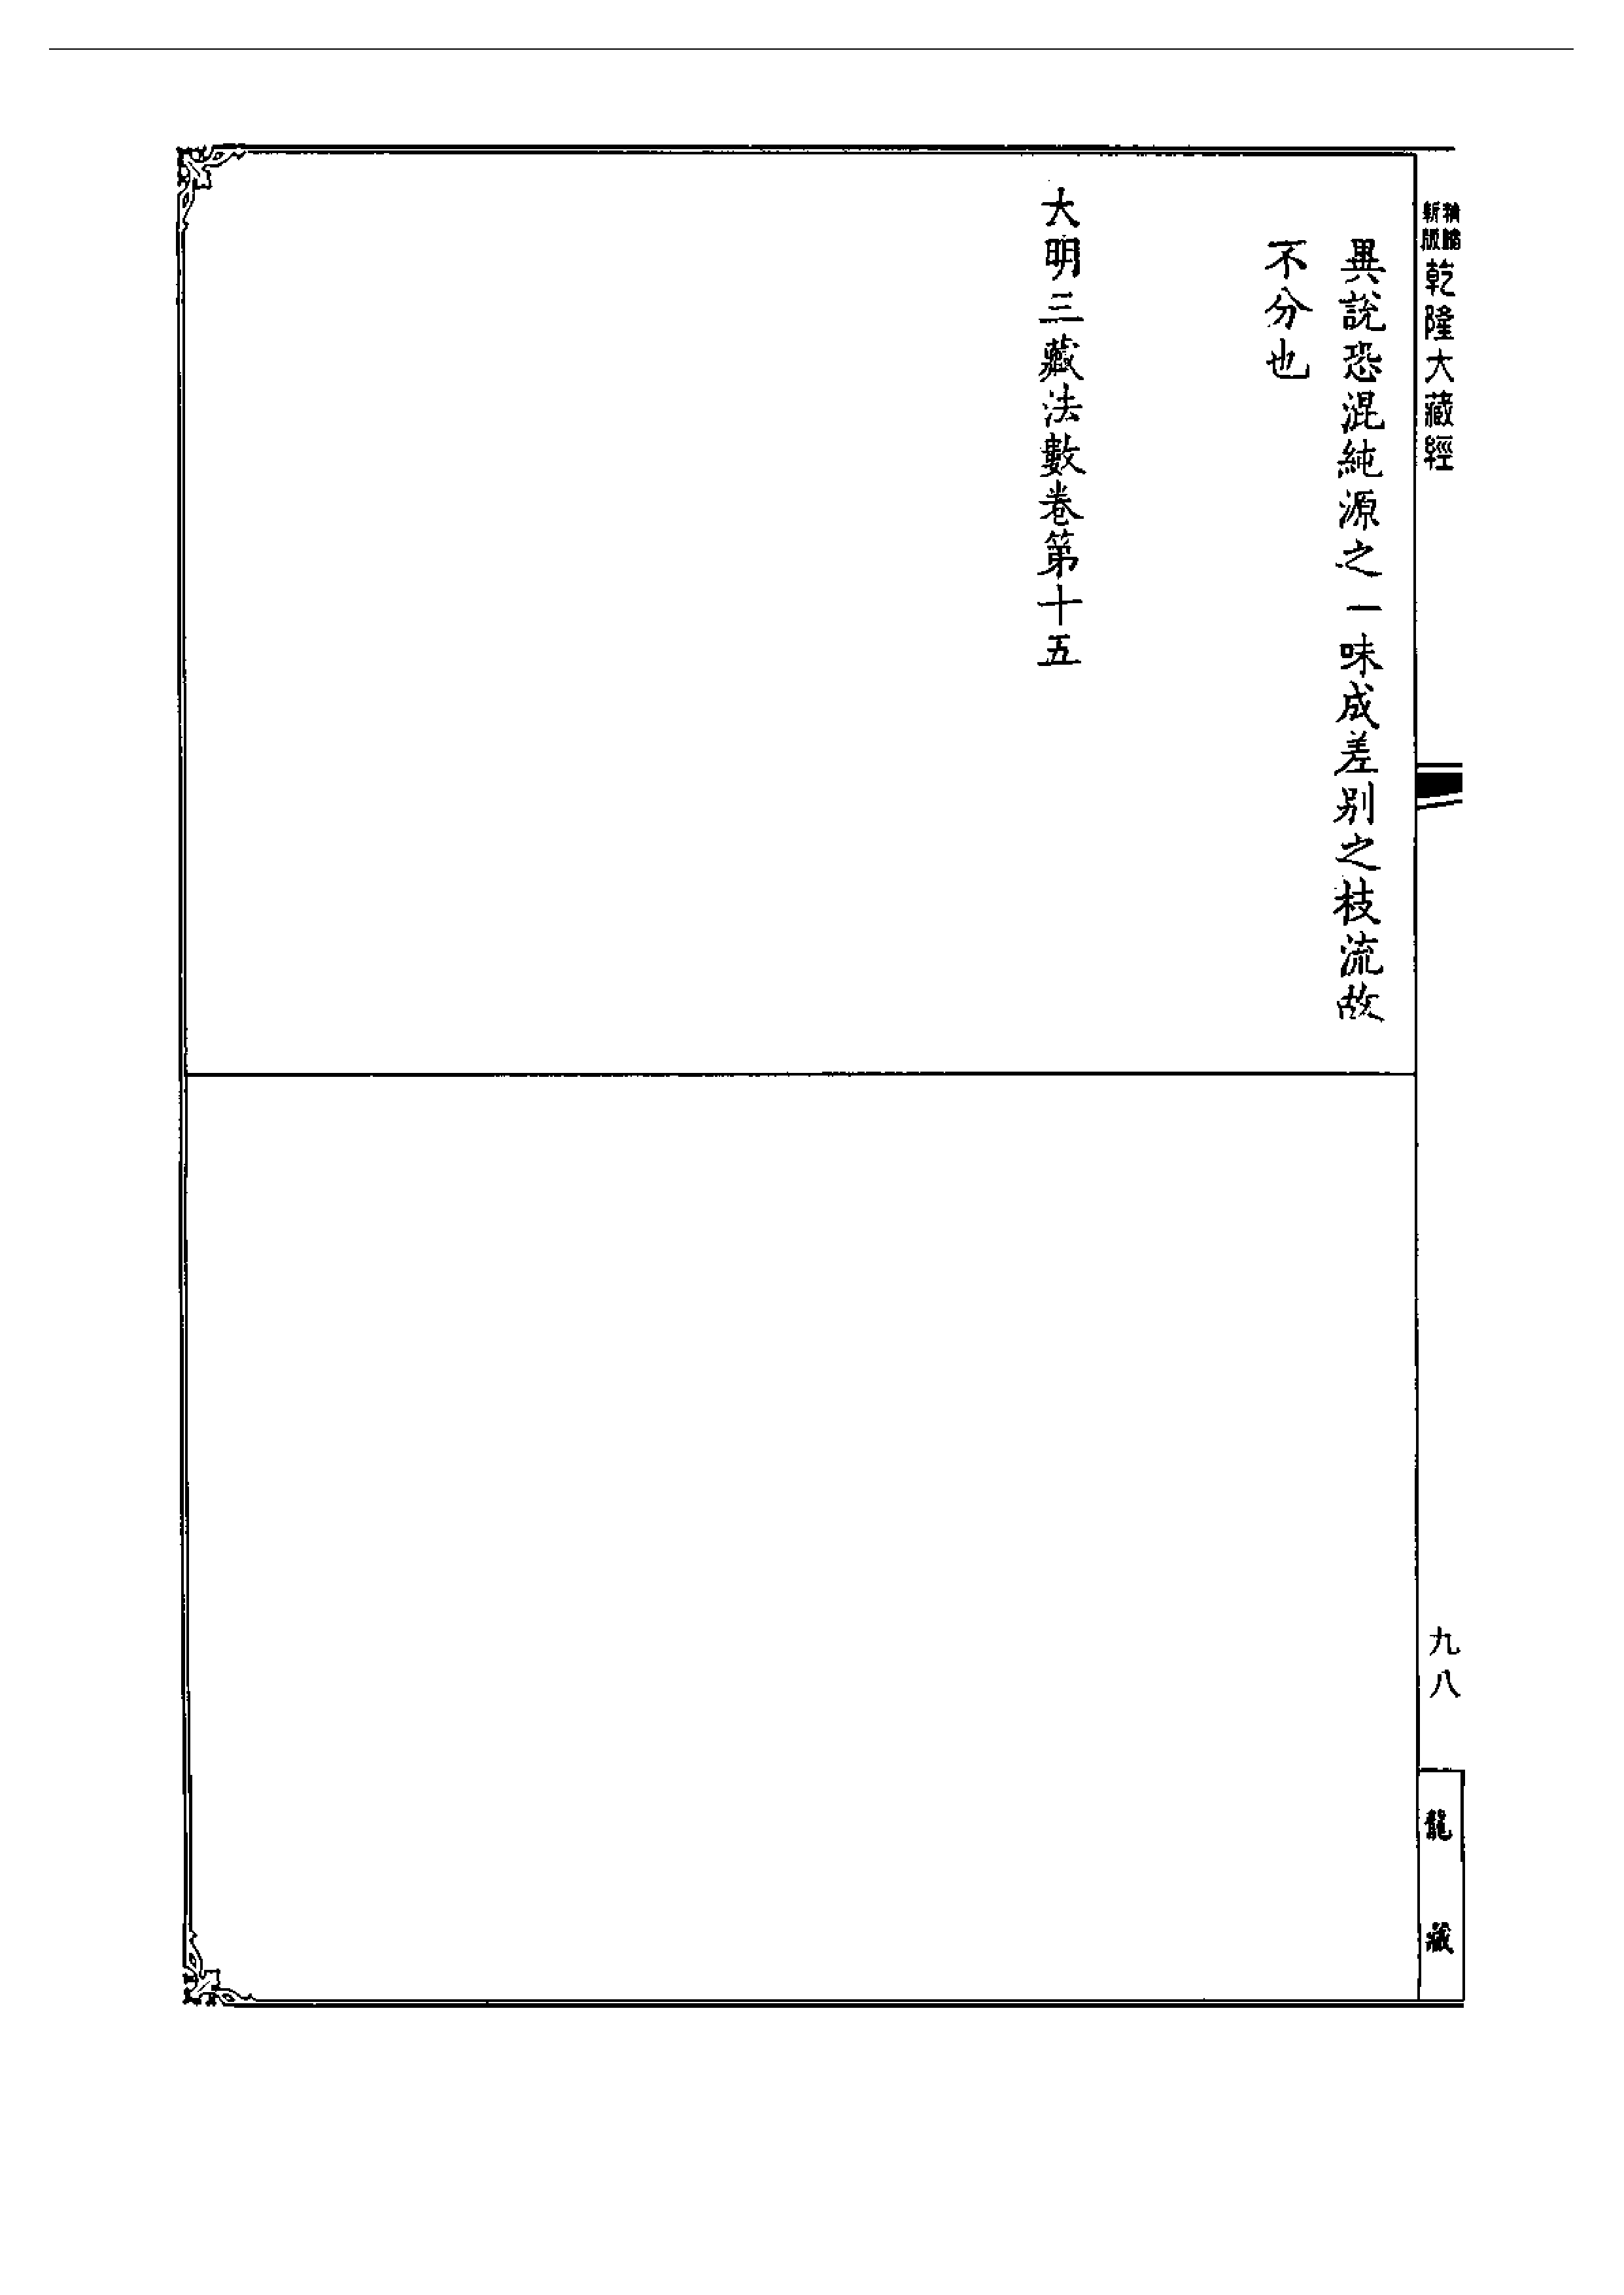 新版
乾隆大藏經
異說恐混純源之一味成差別之枝流故
不分也
大明三藏法數卷第十五
九八
龍藏